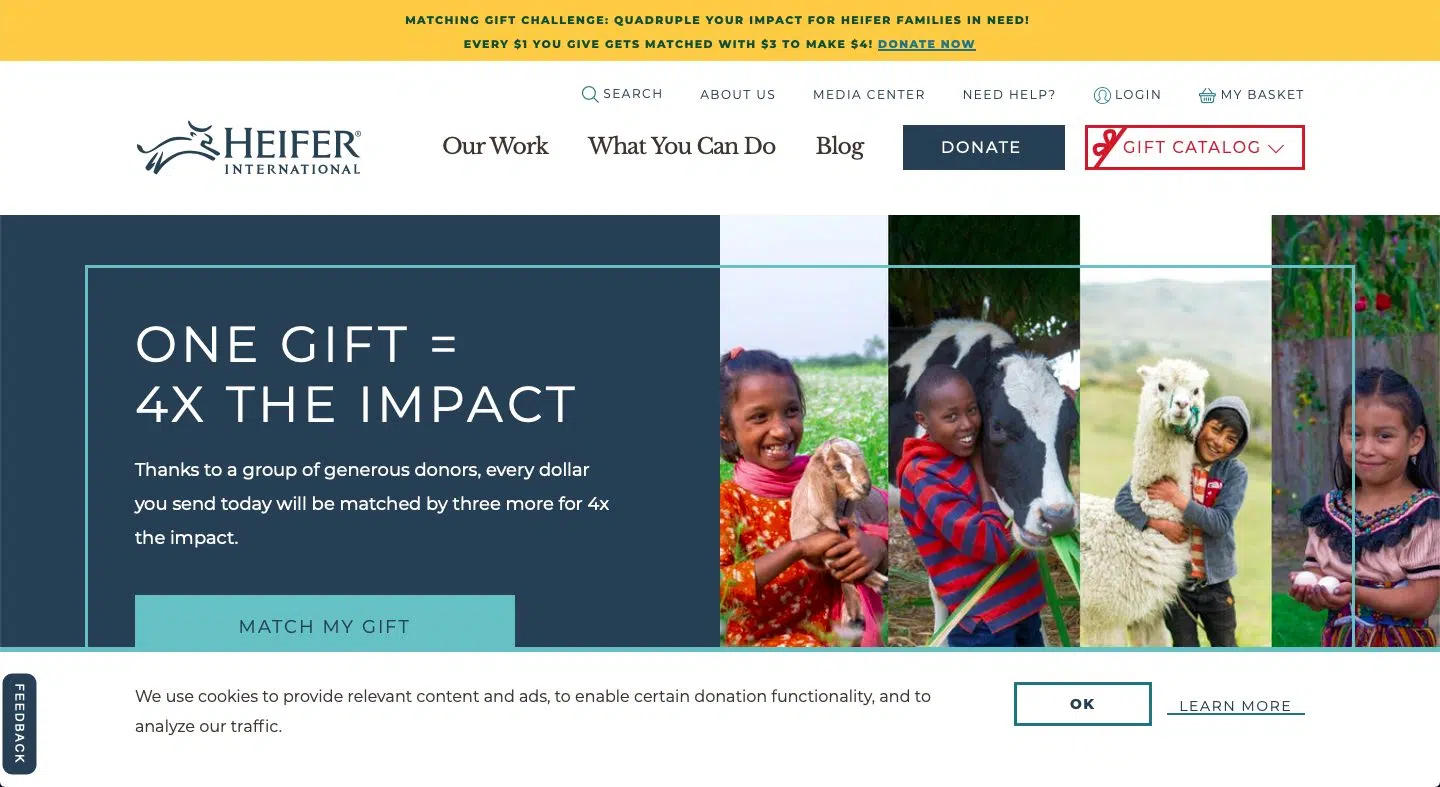 MATCHING GIFT CHALLENGE: QUADRUPLE YOUR IMPACT FOR HEIFER FAMILIES IN NEED!
EVERY $1 YOU GIVE GETS MATCHED WITH $3 TO MAKE $4! DONATE NOW
SEARCH ABOUT US MEDIA CENTER NEED HELP? LOGIN MY BASKET
HEIFER®
INTERNATIONAL
Our Work What You Can Do Blog DONATE GIFT CATALOG
ONE GIFT =
4X THE IMPACT
Thanks to a group of generous donors, every dollar
you send today will be matched by three more for 4x
the impact.
MATCH MY GIFT
We use cookies to provide relevant content and ads, to enable certain donation functionality, and to
analyze our traffic.
OK LEARN MORE
FEEDBACK